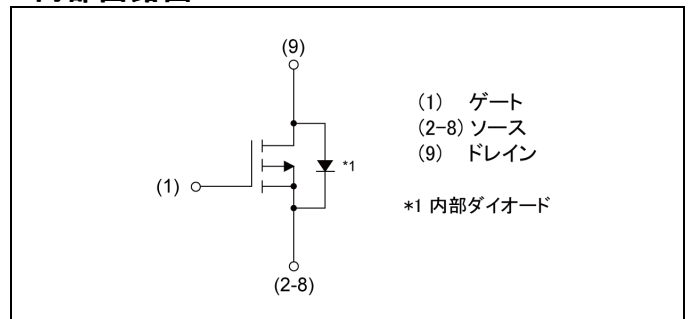 (9)
(1) ゲート
(2-8) ソース
(9) ドレイン
*1
(1)
*1 内部ダイオード
(2-8)